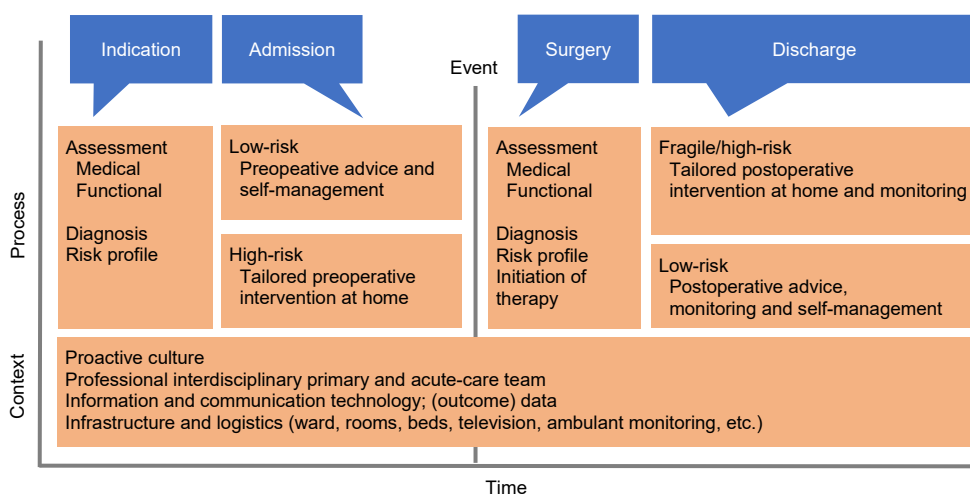 Indication
Admission
Event
Surgery
Discharge
Process
Assessment
Medical
Functional
Diagnosis
Risk profile
Low-risk
Preopeative advice and
self-management
High-risk
Tailored preoperative
intervention at home
Assessment
Medical
Functional
Diagnosis
Risk profile
Initiation of
therapy
Fragile/high-risk
Tailored postoperative
intervention at home and monitoring
Low-risk
Postoperative advice,
monitoring and self-management
Context
Proactive culture
Professional interdisciplinary primary and acute-care team
Information and communication technology; (outcome) data
Infrastructure and logistics (ward, rooms, beds, television, ambulant monitoring, etc.)
Time